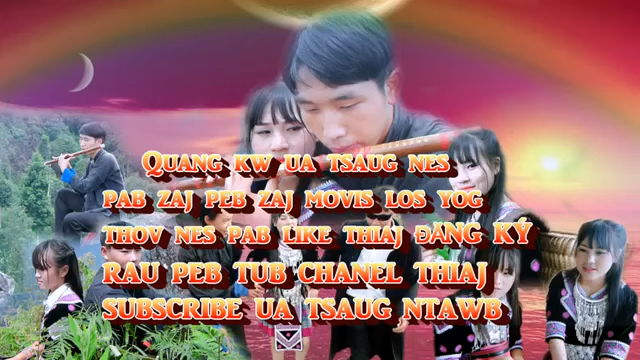 QUANG KW UA TSAUG NES
PAB ZAJ PEB ZAJ MOVIS LOS YOG
THOV NES PAB LIKE THIAJ ĐĂNG KÝ
RAU PEB TUB CHANEL THIAJ
SUBSCRIBE UA TSAUG NTAWB